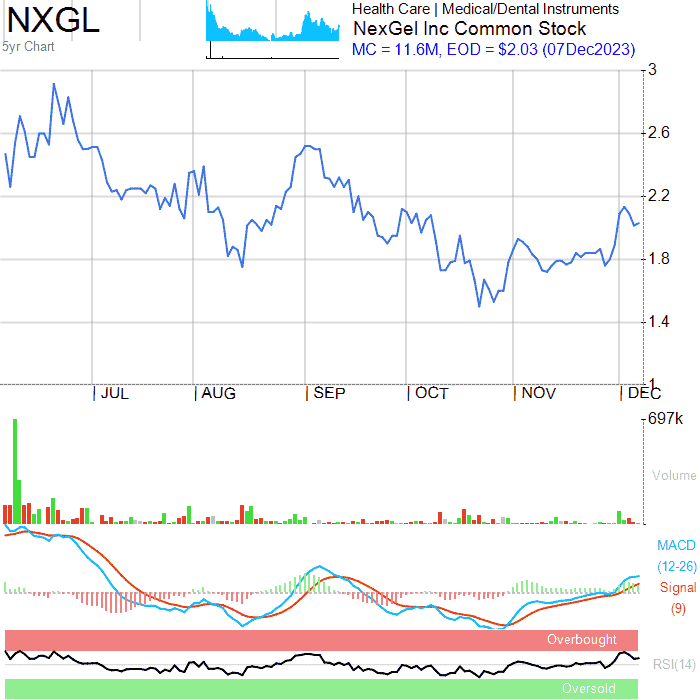 NXGL
5yr Chart
Health Care | Medical/Dental Instruments
NexGel Inc Common Stock
MC = 11.6M, EOD = $2.03 (07Dec2023)
3
2.6
2.2
1.8
1.4
1
JUL AUG SEP OCT NOV DEC
697k
Volume
MACD
(12-26)
Signal
(9)
Overbought
RSI(14)
Oversold